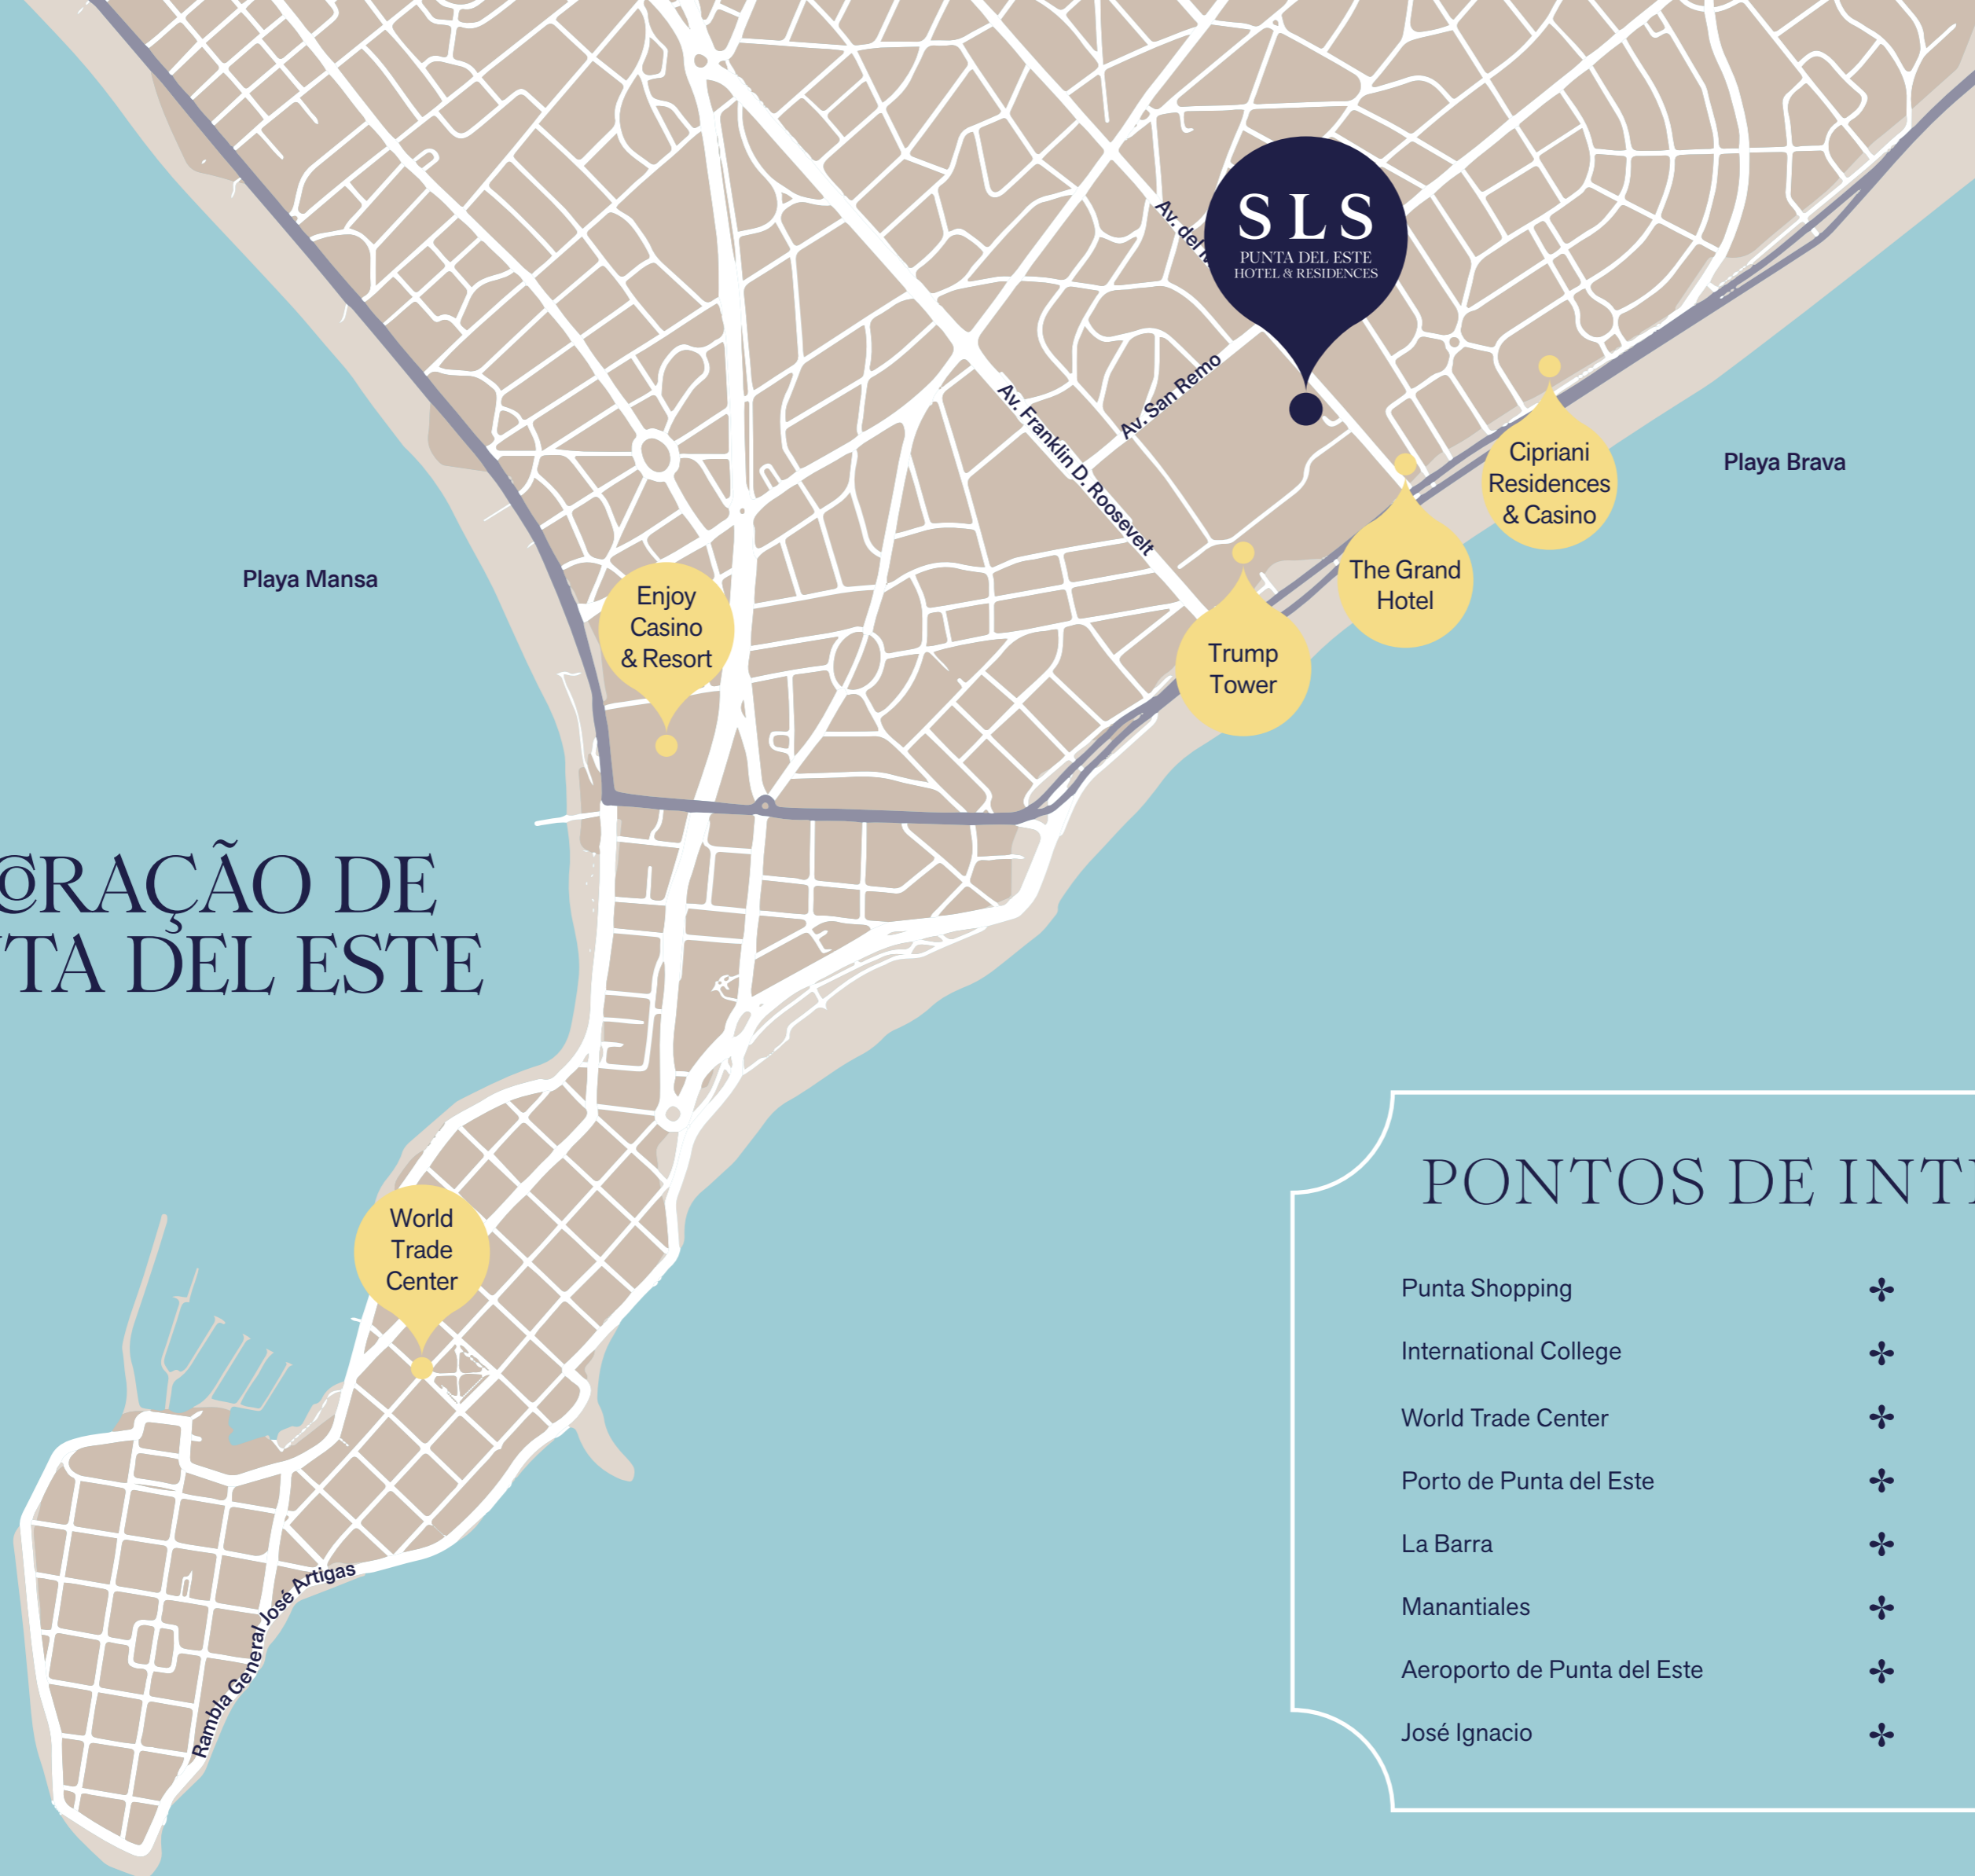 Av. del
S L S
PUNTA DEL ESTE
HOTEL & RESIDENCES
Av. San Remo
Av. Franklin D. Roosevelt
Cipriani
Residences
& Casino
Playa Brava
The Grand
Hotel
Trump
Tower
Playa Mansa
Enjoy
Casino
& Resort
CORAÇÃO DE
TA DEL ESTE
World
Trade
Center
Rambla General José Artigas
PONTOS DE INT
Punta Shopping
International College
World Trade Center
Porto de Punta del Este
La Barra
Manantiales
Aeroporto de Punta del Este
José Ignacio